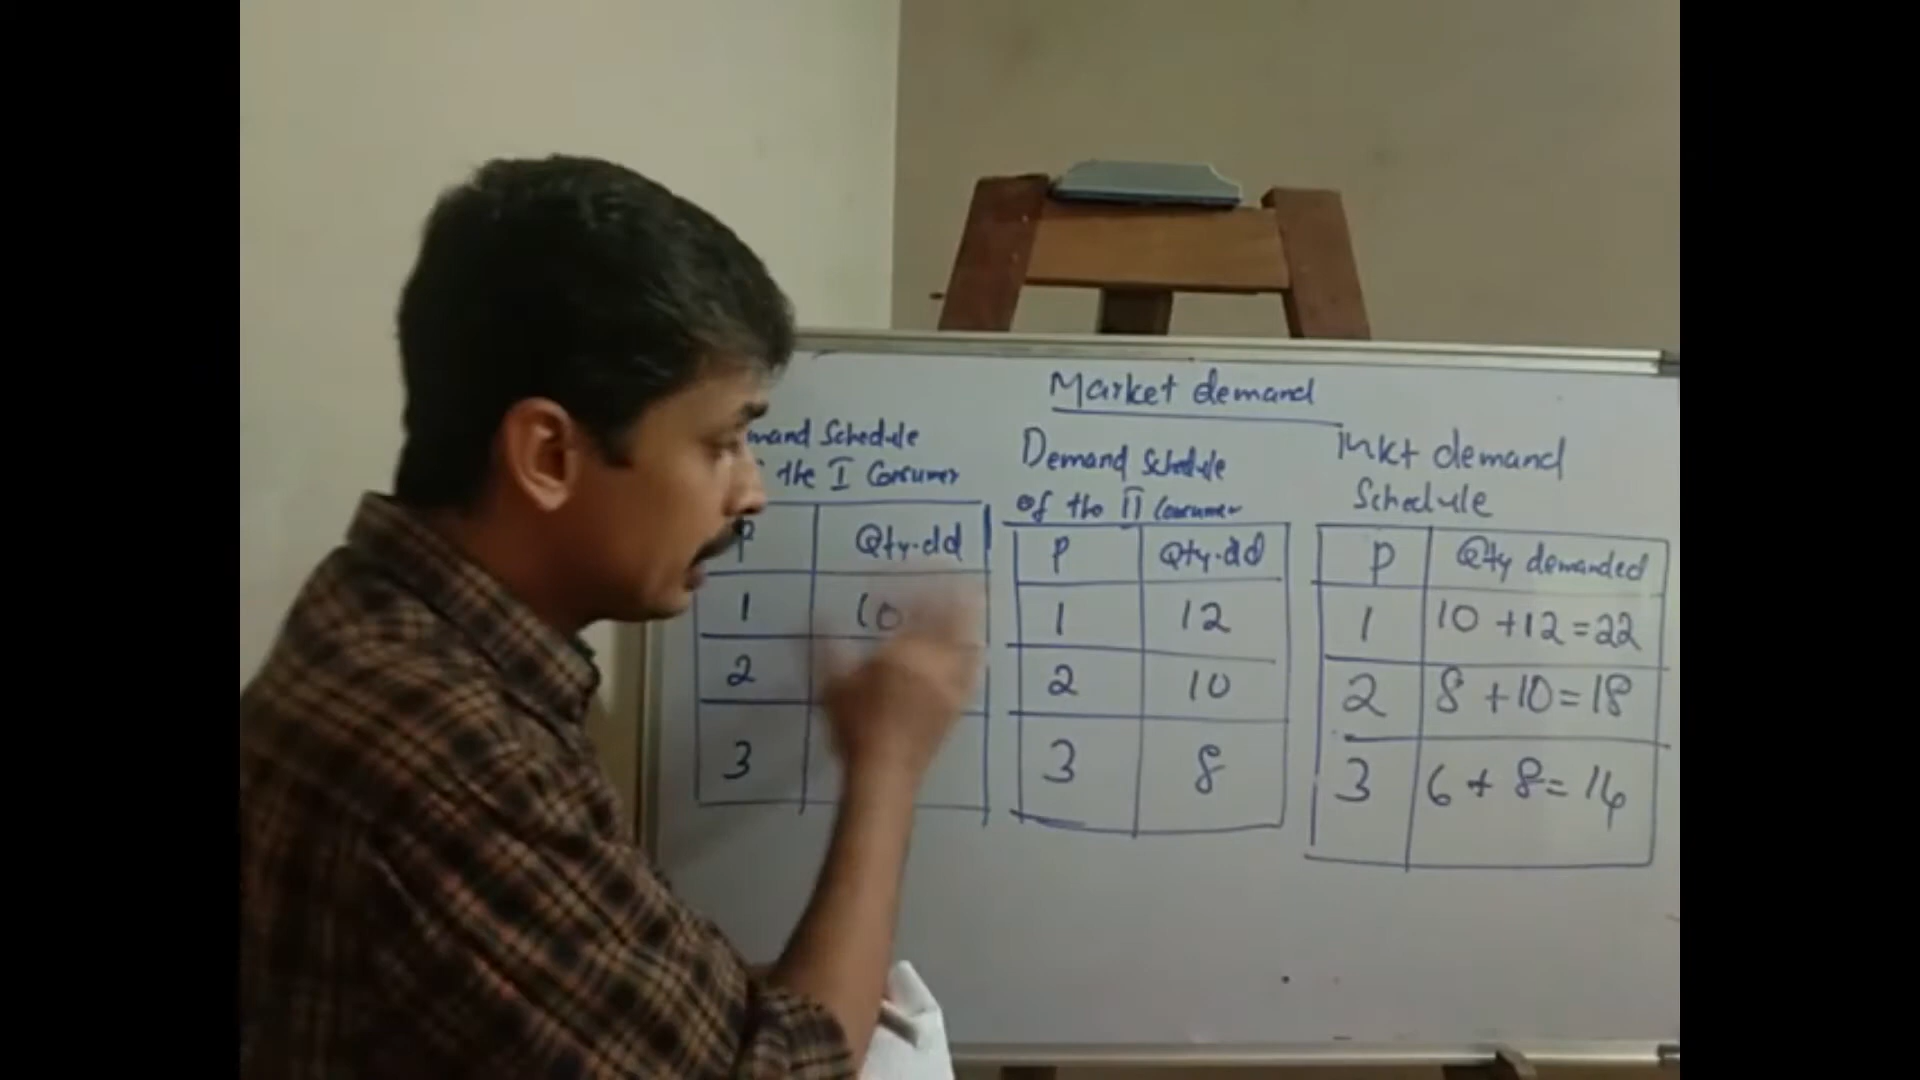 Market demand
mand Schedule
the I Consumer
P Qty.dd
1 10
2
3
Demand Schedule
of the II Consumer
P Qty.dd
1 12
2 10
3 8
Mkt demand
Schedule
P Qty demanded
1 10 +12=22
2 8 +10=18
3 6 + 8= 14